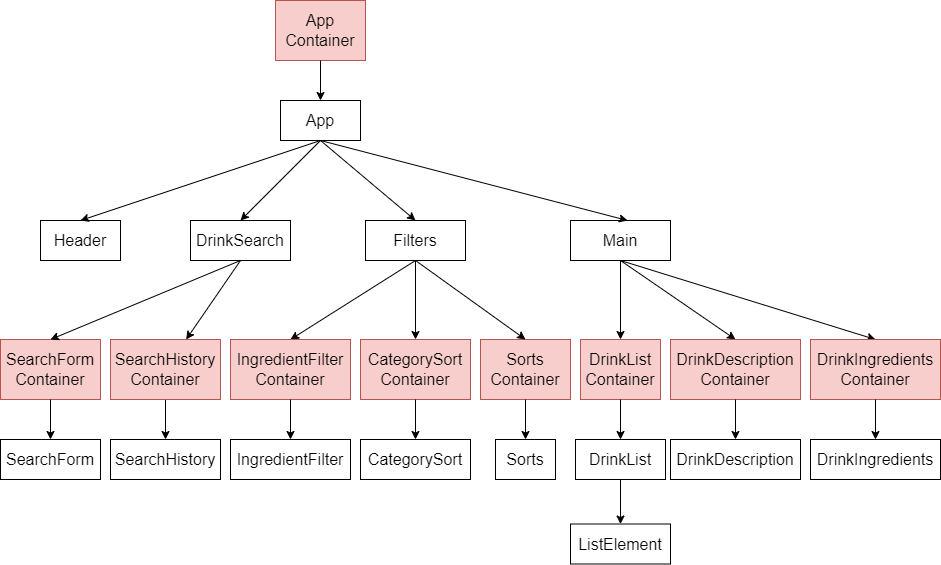 App
Container
App
Header
DrinkSearch
Filters
Main
SearchForm
Container
SearchHistory
Container
IngredientFilter
Container
CategorySort
Container
Sorts
Container
DrinkList
Container
DrinkDescription
Container
DrinkIngredients
Container
SearchForm
SearchHistory
IngredientFilter
CategorySort
Sorts
DrinkList
DrinkDescription
DrinkIngredients
ListElement